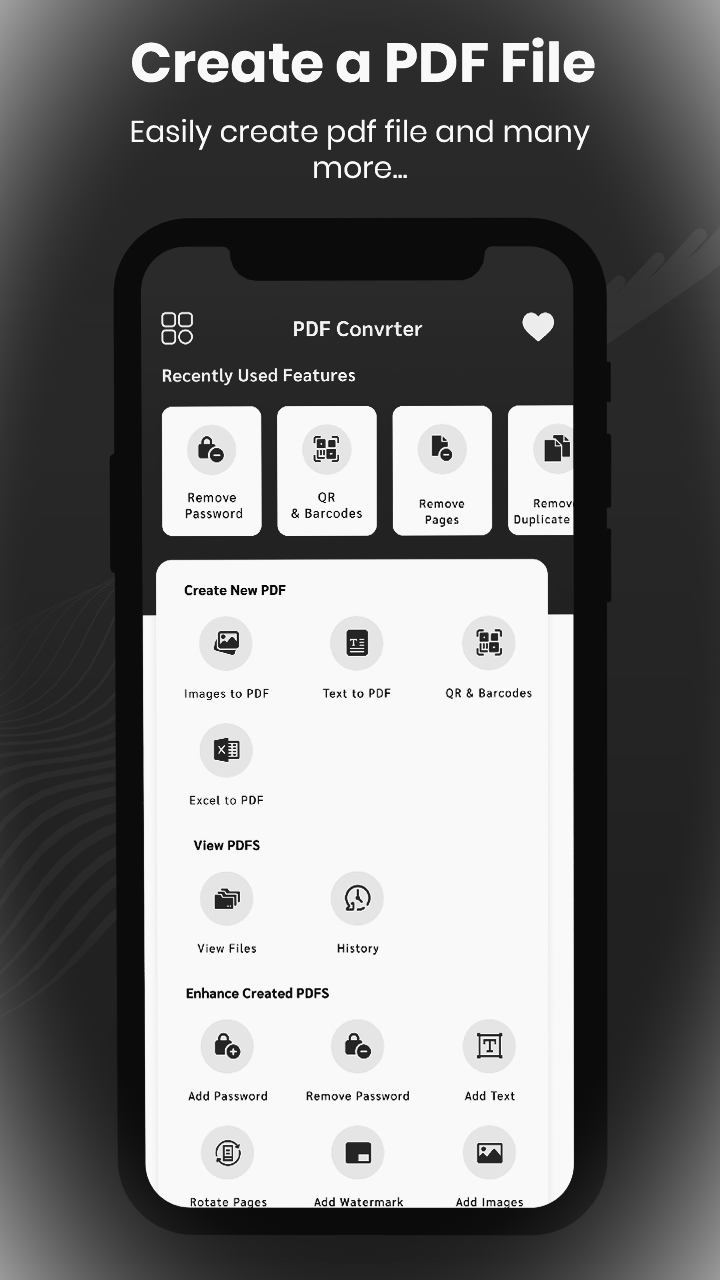 Create a PDF File
Easily create pdf file and many
more...
PDF Convrter
Recently Used Features
Remove
Password
QR
& Barcodes
Remove
Pages
Remov
Duplicate
Create New PDF
Images to PDF
Text to PDF
QR & Barcodes
Excel to PDF
View PDFS
View Files
History
Enhance Created PDFS
Add Password
Remove Password
Add Text
Rotate Pages
Add Watermark
Add Images